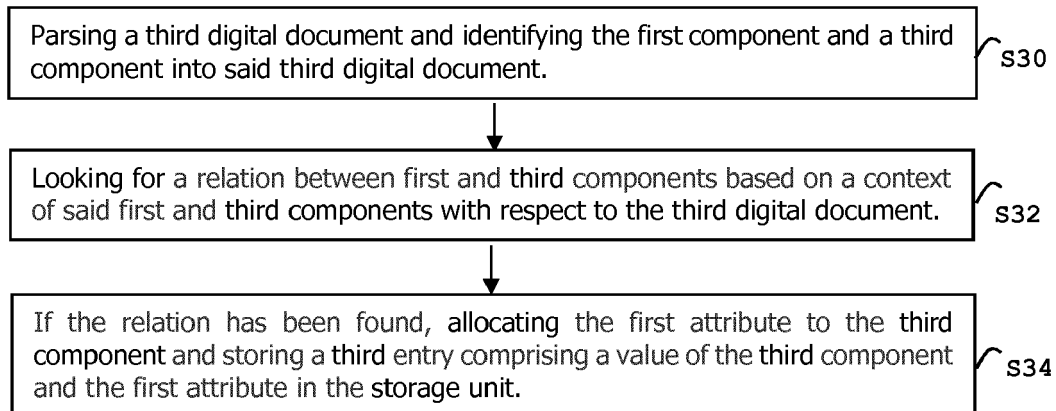 Parsing a third digital document and identifying the first component and a third
component into said third digital document.
S30
Looking for a relation between first and third components based on a context
of said first and third components with respect to the third digital document.
S32
If the relation has been found, allocating the first attribute to the third
component and storing a third entry comprising a value of the third component
and the first attribute in the storage unit.
S34